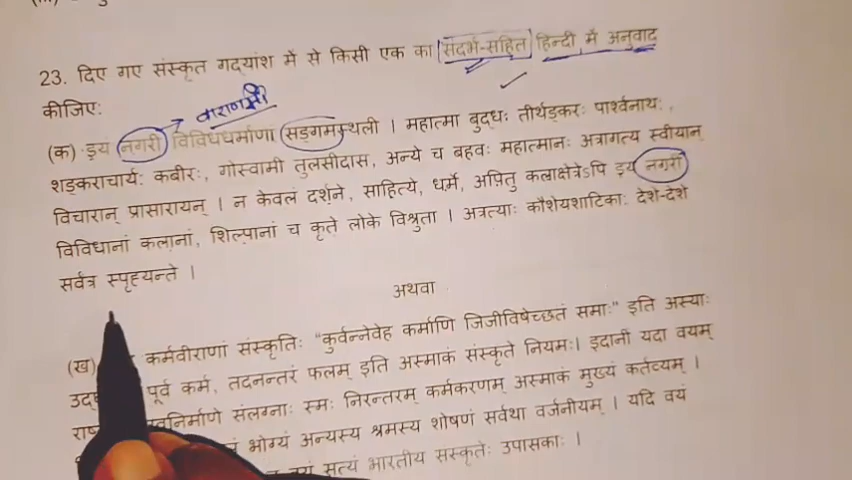 23. दिए गए संस्कृत गद्यांश में से किसी एक का संदर्भ-सहित हिन्दी में अनुवाद
कीजिए:
वाराणसी
(क) इयं नगरी विविधधर्माणां सङ्गमस्थली । महात्मा बुद्धः तीर्थङ्करः पार्श्वनाथः,
शङ्कराचार्यः कबीरः, गोस्वामी तुलसीदास, अन्ये च बहवः महात्मानः अत्रागत्य स्वीयान्
विचारान् प्रासारायन् । न केवलं दर्शने, साहित्ये, धर्मे, अपितु कलाक्षेत्रेऽपि इयं नगरी
विविधानां कलानां, शिल्पानां च कृते लोके विश्रुता । अत्रत्याः कौशेयशाटिकाः देशे-देशे
सर्वत्र स्पृह्यन्ते ।
अथवा
(ख) कर्मवीराणां संस्कृतिः "कुर्वन्नेवेह कर्माणि जिजीविषेच्छतं समाः" इति अस्याः
पूर्वं कर्म, तदनन्तरं फलम् इति अस्माकं संस्कृते नियमः। इदानीं यदा वयम्
संलग्नाः स्मः निरन्तरम् कर्मकरणम् अस्माकं मुख्यं कर्तव्यम् ।
भोग्यं अन्यस्य श्रमस्य शोषणं सर्वथा वर्जनीयम् । यदि वयं
सत्यं भारतीय संस्कृतेः उपासकाः ।